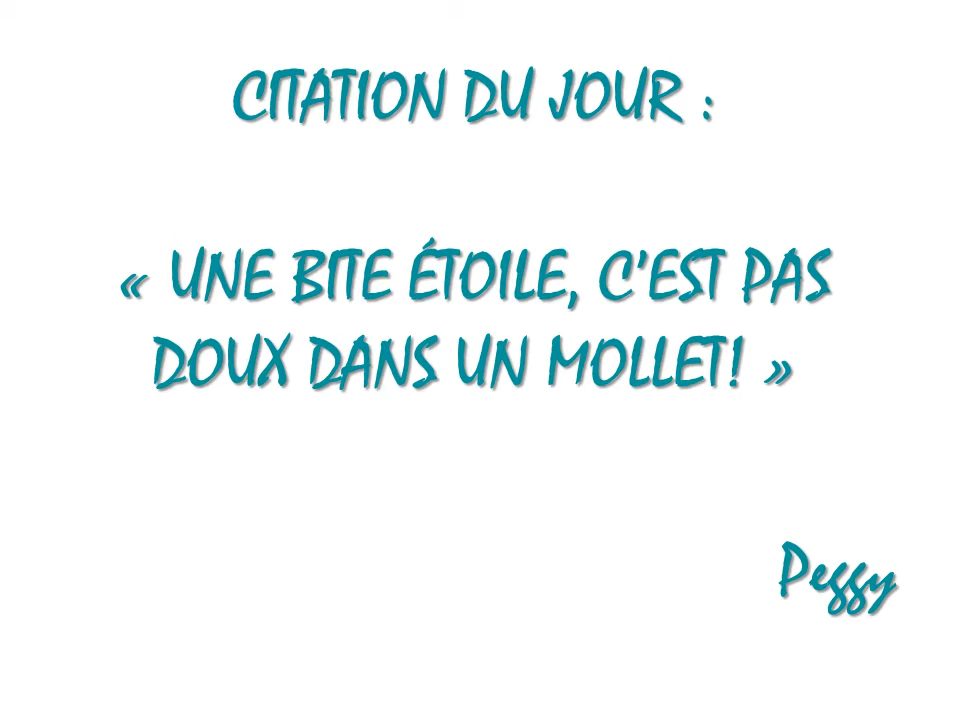 CITATION DU JOUR :
« UNE BITE ÉTOILE, C’EST PAS
DOUX DANS UN MOLLET! »
Peggy